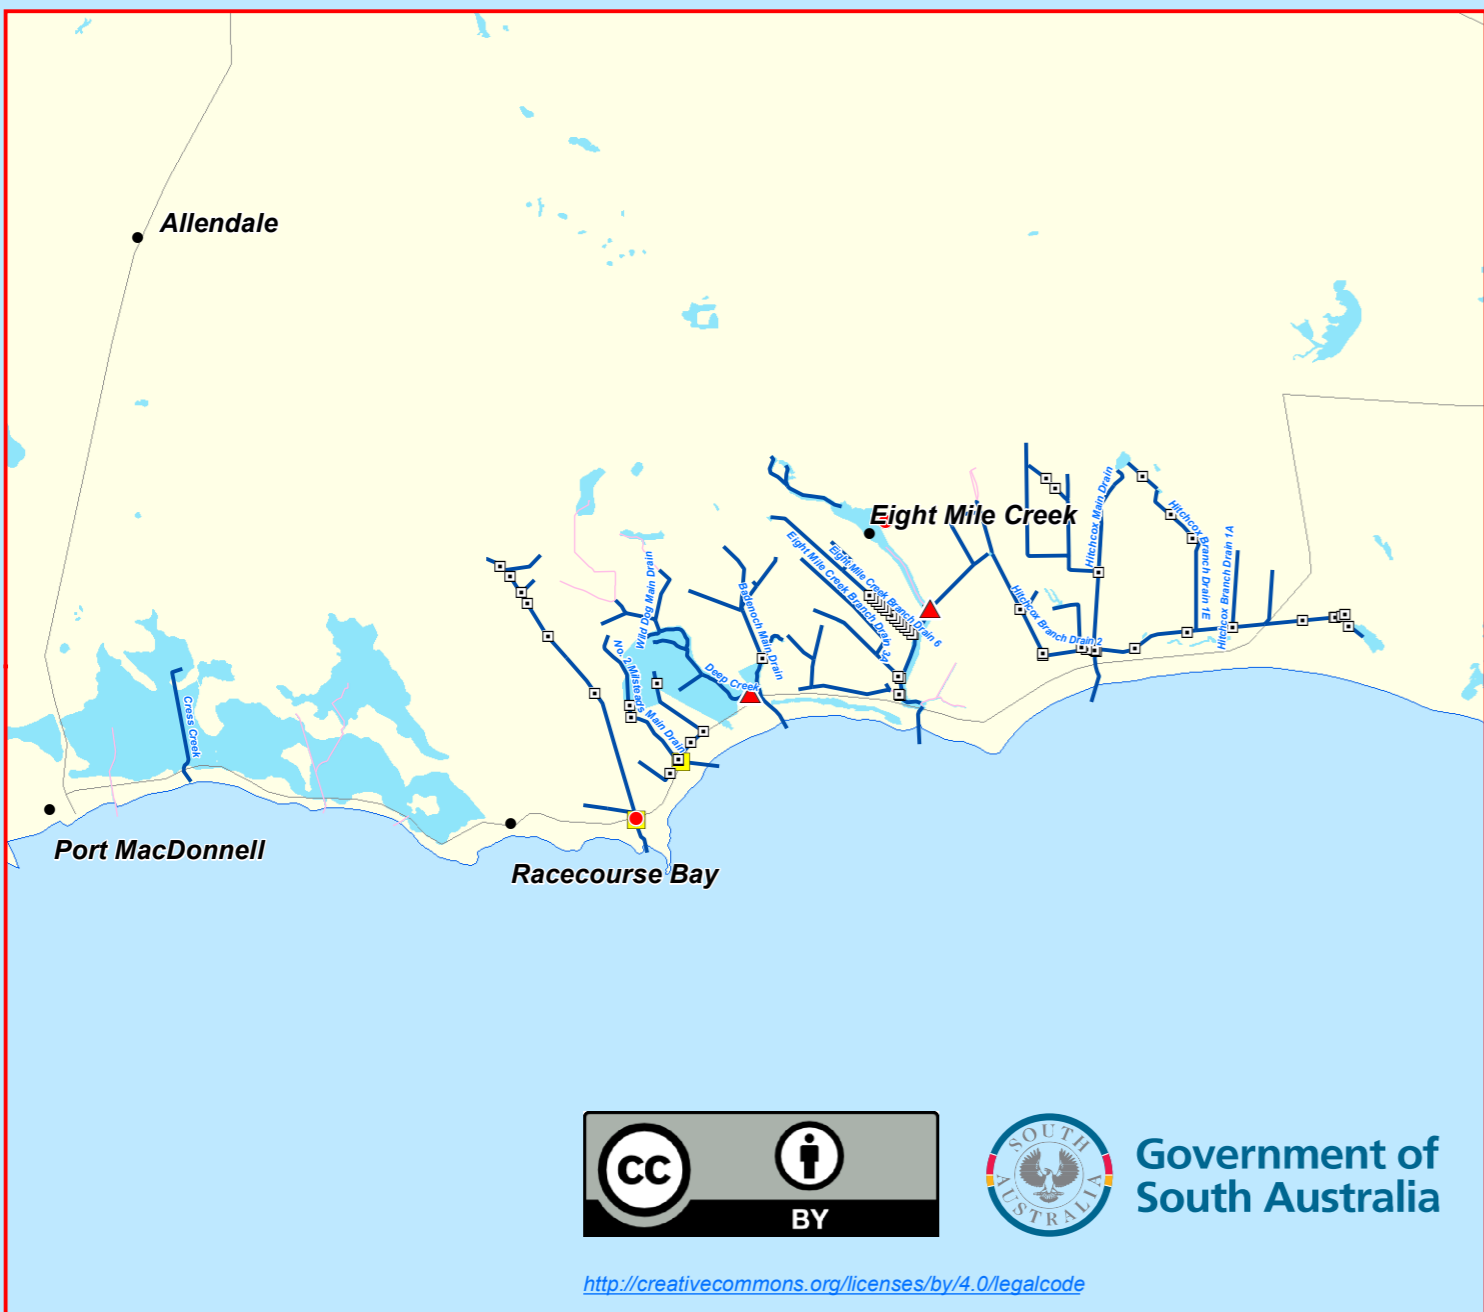 Allendale
Eight Mile Creek
Hitchcox Main Drain
Hitchcox Branch Drain 1E
Hitchcox Branch Drain 1A
Eight Mile Creek Branch Drain 6
Eight Mile Creek Branch Drain 3A
Wild Dog Main Drain
Badenoch Main Drain
Hitchcox Branch Drain 2
No. 2 Milsteads Main Drain
Deep Creek
Cress Creek
Port MacDonnell
Racecourse Bay
cc
BY
SOUTH
AUSTRALIA
Government of
South Australia
http://creativecommons.org/licenses/by/4.0/legalcode